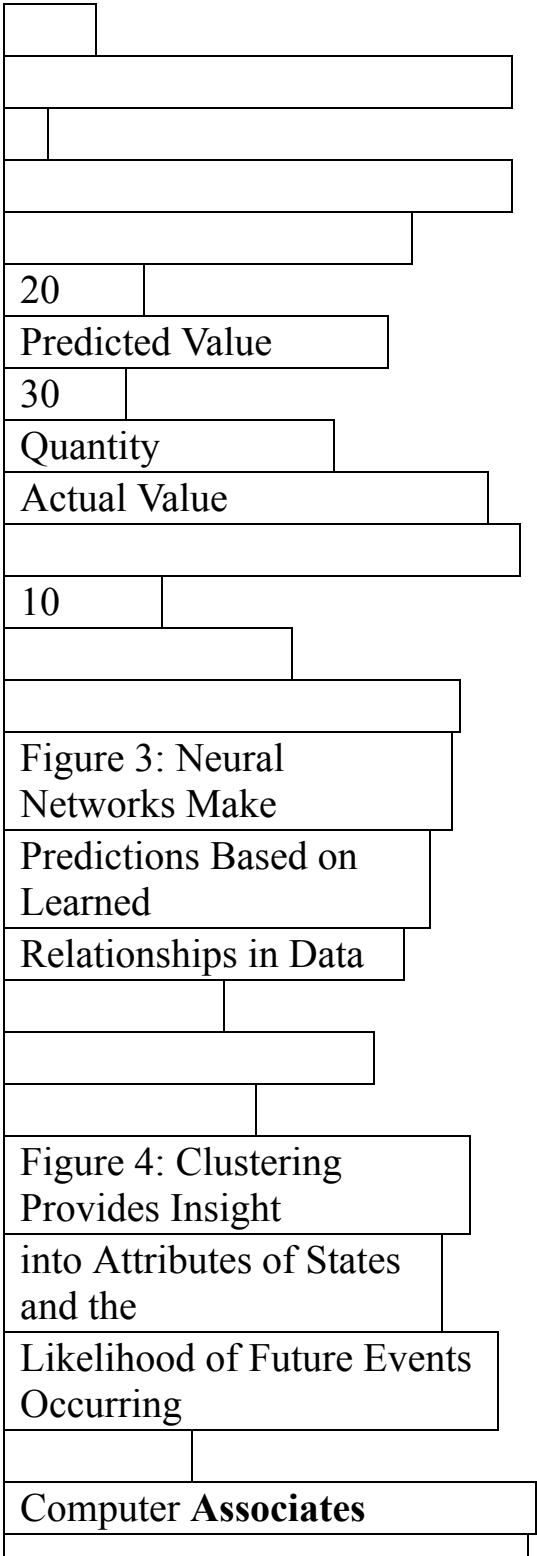 20
Predicted Value
30
Quantity
Actual Value
10
Figure 3: Neural
Networks Make
Predictions Based on
Learned
Relationships in Data
Figure 4: Clustering
Provides Insight
into Attributes of States
and the
Likelihood of Future Events
Occurring
Computer Associates